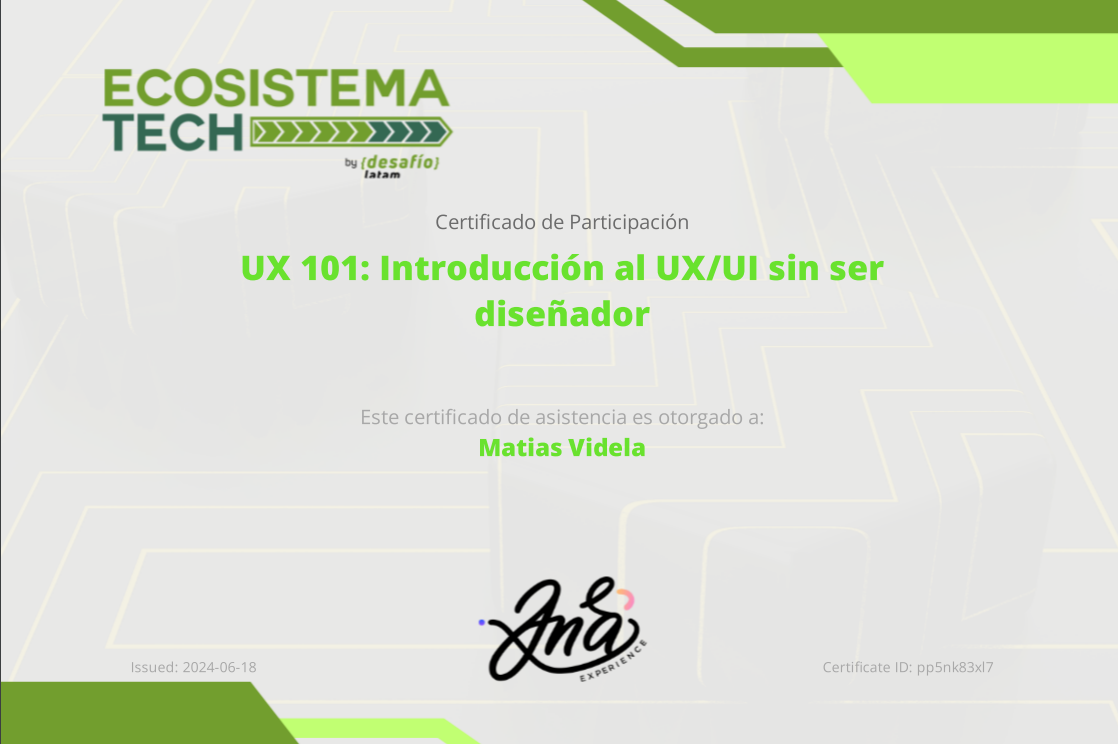 ECOSISTEMA
TECH
by {desafío}
latam
Certificado de Participación
UX 101: Introducción al UX/UI sin ser
diseñador
Este certificado de asistencia es otorgado a:
Matias Videla
Ana
EXPERIENCE
Issued: 2024-06-18
Certificate ID: pp5nk83xl7